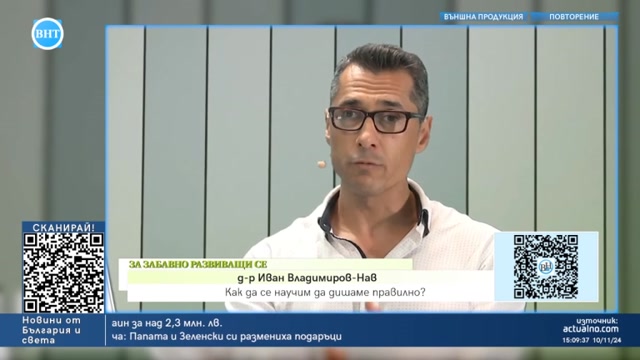 ВНТ
ВЪНШНА ПРОДУКЦИЯ
ПОВТОРЕНИЕ
СКАНИРАЙ!
ЗА ЗАБАВНО РАЗВИВАЩИ СЕ
д-р Иван Владимиров-Нав
Как да се научим да дишаме правилно?
ВНТ
Новини от
България и
света
аин за над 2,3 млн. лв.
ча: Папата и Зеленски си размениха подаръци
източник:
actualno.com
15:09:37 10/11/24